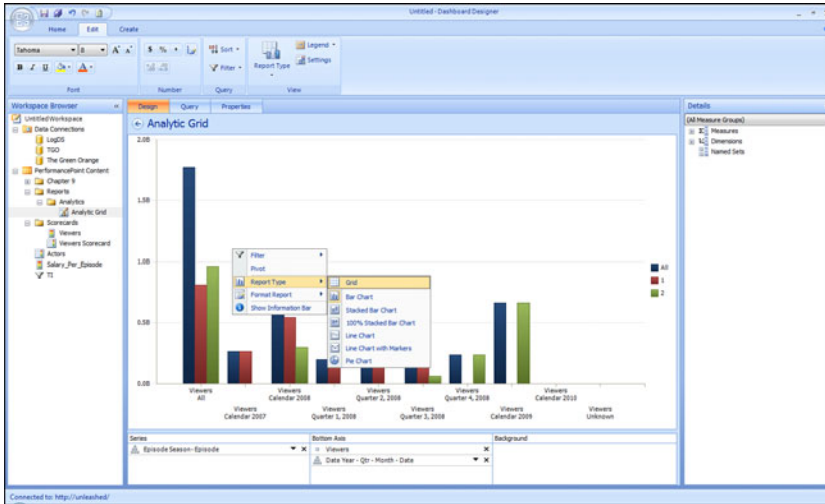 Untitled - Dashboard Designer
Home Edit Create
Tahoma 8 A A $ % Sort Report Type Legend
B I U A Filter Settings
Font Number Query View
Workspace Browser «
Untitled Workspace
Data Connections
LogDS
TGO
The Green Orange
PerformancePoint Content
Chapter 9
Reports
Analytics
Analytic Grid
Scorecards
Viewers
Viewers Scorecard
Actors
Salary_Per_Episode
TI
Design Query Properties
Analytic Grid
2.0B
1.5B
1.0B
0.5B
0.0B
Filter
Pivot
Report Type
Format Report
Show Information Bar
Grid
Bar Chart
Stacked Bar Chart
100% Stacked Bar Chart
Line Chart
Line Chart with Markers
Pie Chart
All
1
2
Viewers All
Viewers Calendar 2007
Viewers Calendar 2008
Viewers Quarter 1, 2008
Viewers Quarter 2, 2008
Viewers Quarter 3, 2008
Viewers Quarter 4, 2008
Viewers Calendar 2009
Viewers Calendar 2010
Viewers Unknown
Series Bottom Axis Background
Episode Season- Episode
Viewers
Data Year - Qtr - Month - Date
Details
(All Measure Groups)
Measures
Dimensions
Named Sets
Connected to: http://unleashed/